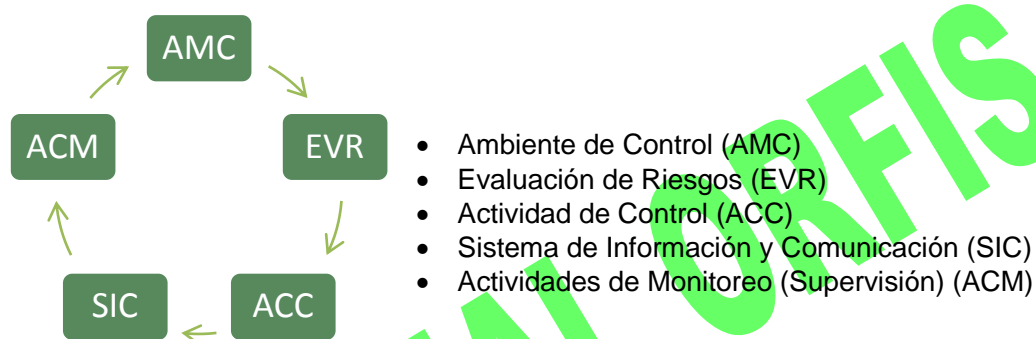 AMC
ACM
EVR
SIC
ACC
• Ambiente de Control (AMC)
• Evaluación de Riesgos (EVR)
• Actividad de Control (ACC)
• Sistema de Información y Comunicación (SIC)
• Actividades de Monitoreo (Supervisión) (ACM)
ORFIS